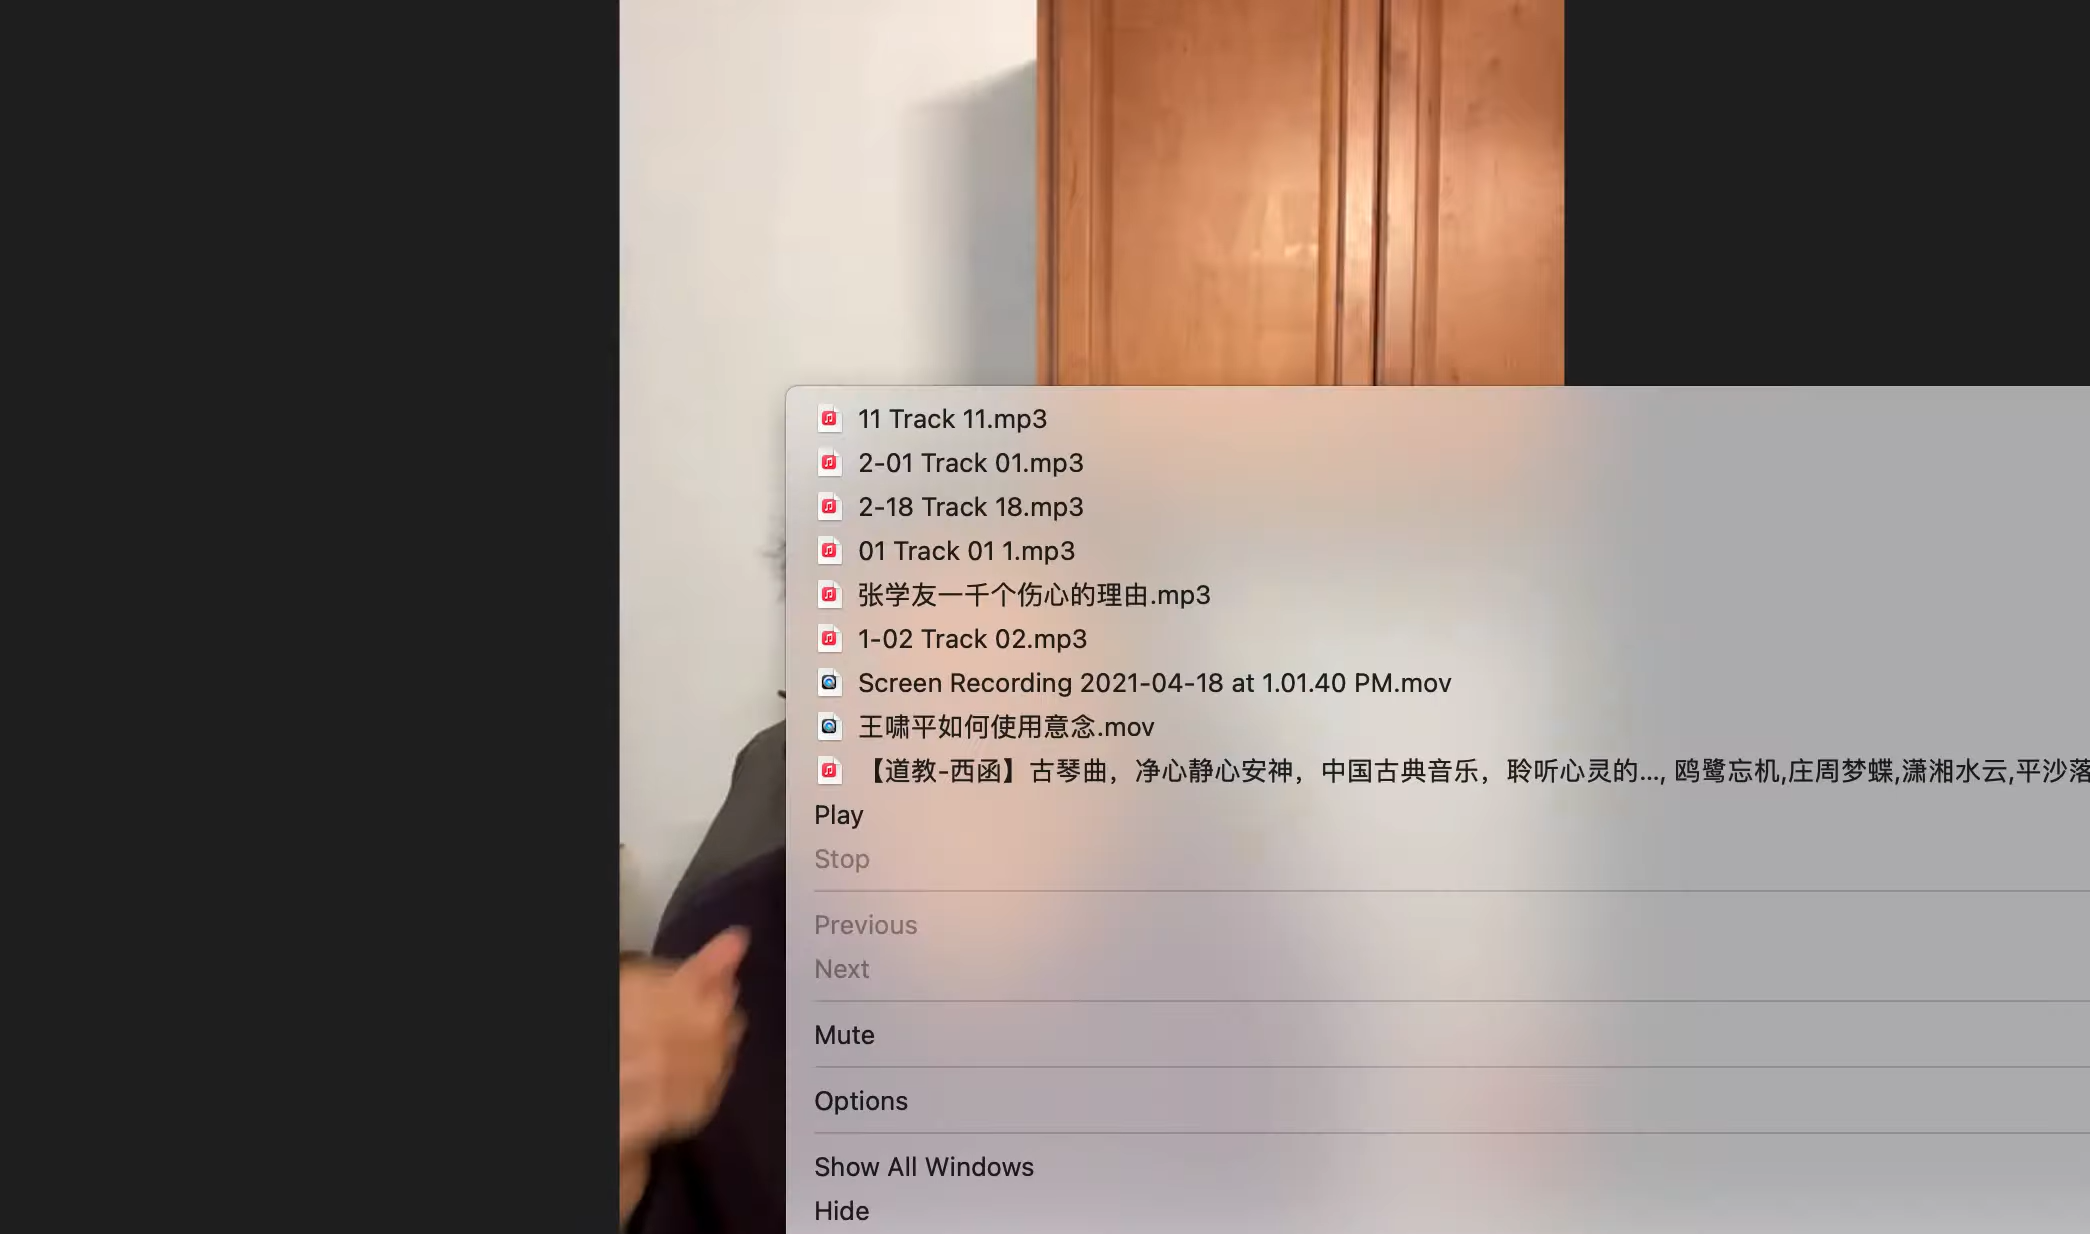 11 Track 11.mp3
2-01 Track 01.mp3
2-18 Track 18.mp3
01 Track 01 1.mp3
张学友一千个伤心的理由.mp3
1-02 Track 02.mp3
Screen Recording 2021-04-18 at 1.01.40 PM.mov
王啸平如何使用意念.mov
【道教-西函】古琴曲，净心静心安神，中国古典音乐，聆听心灵的..., 鸥鹭忘机,庄周梦蝶,潇湘水云,平沙落
Play
Stop
Previous
Next
Mute
Options
Show All Windows
Hide